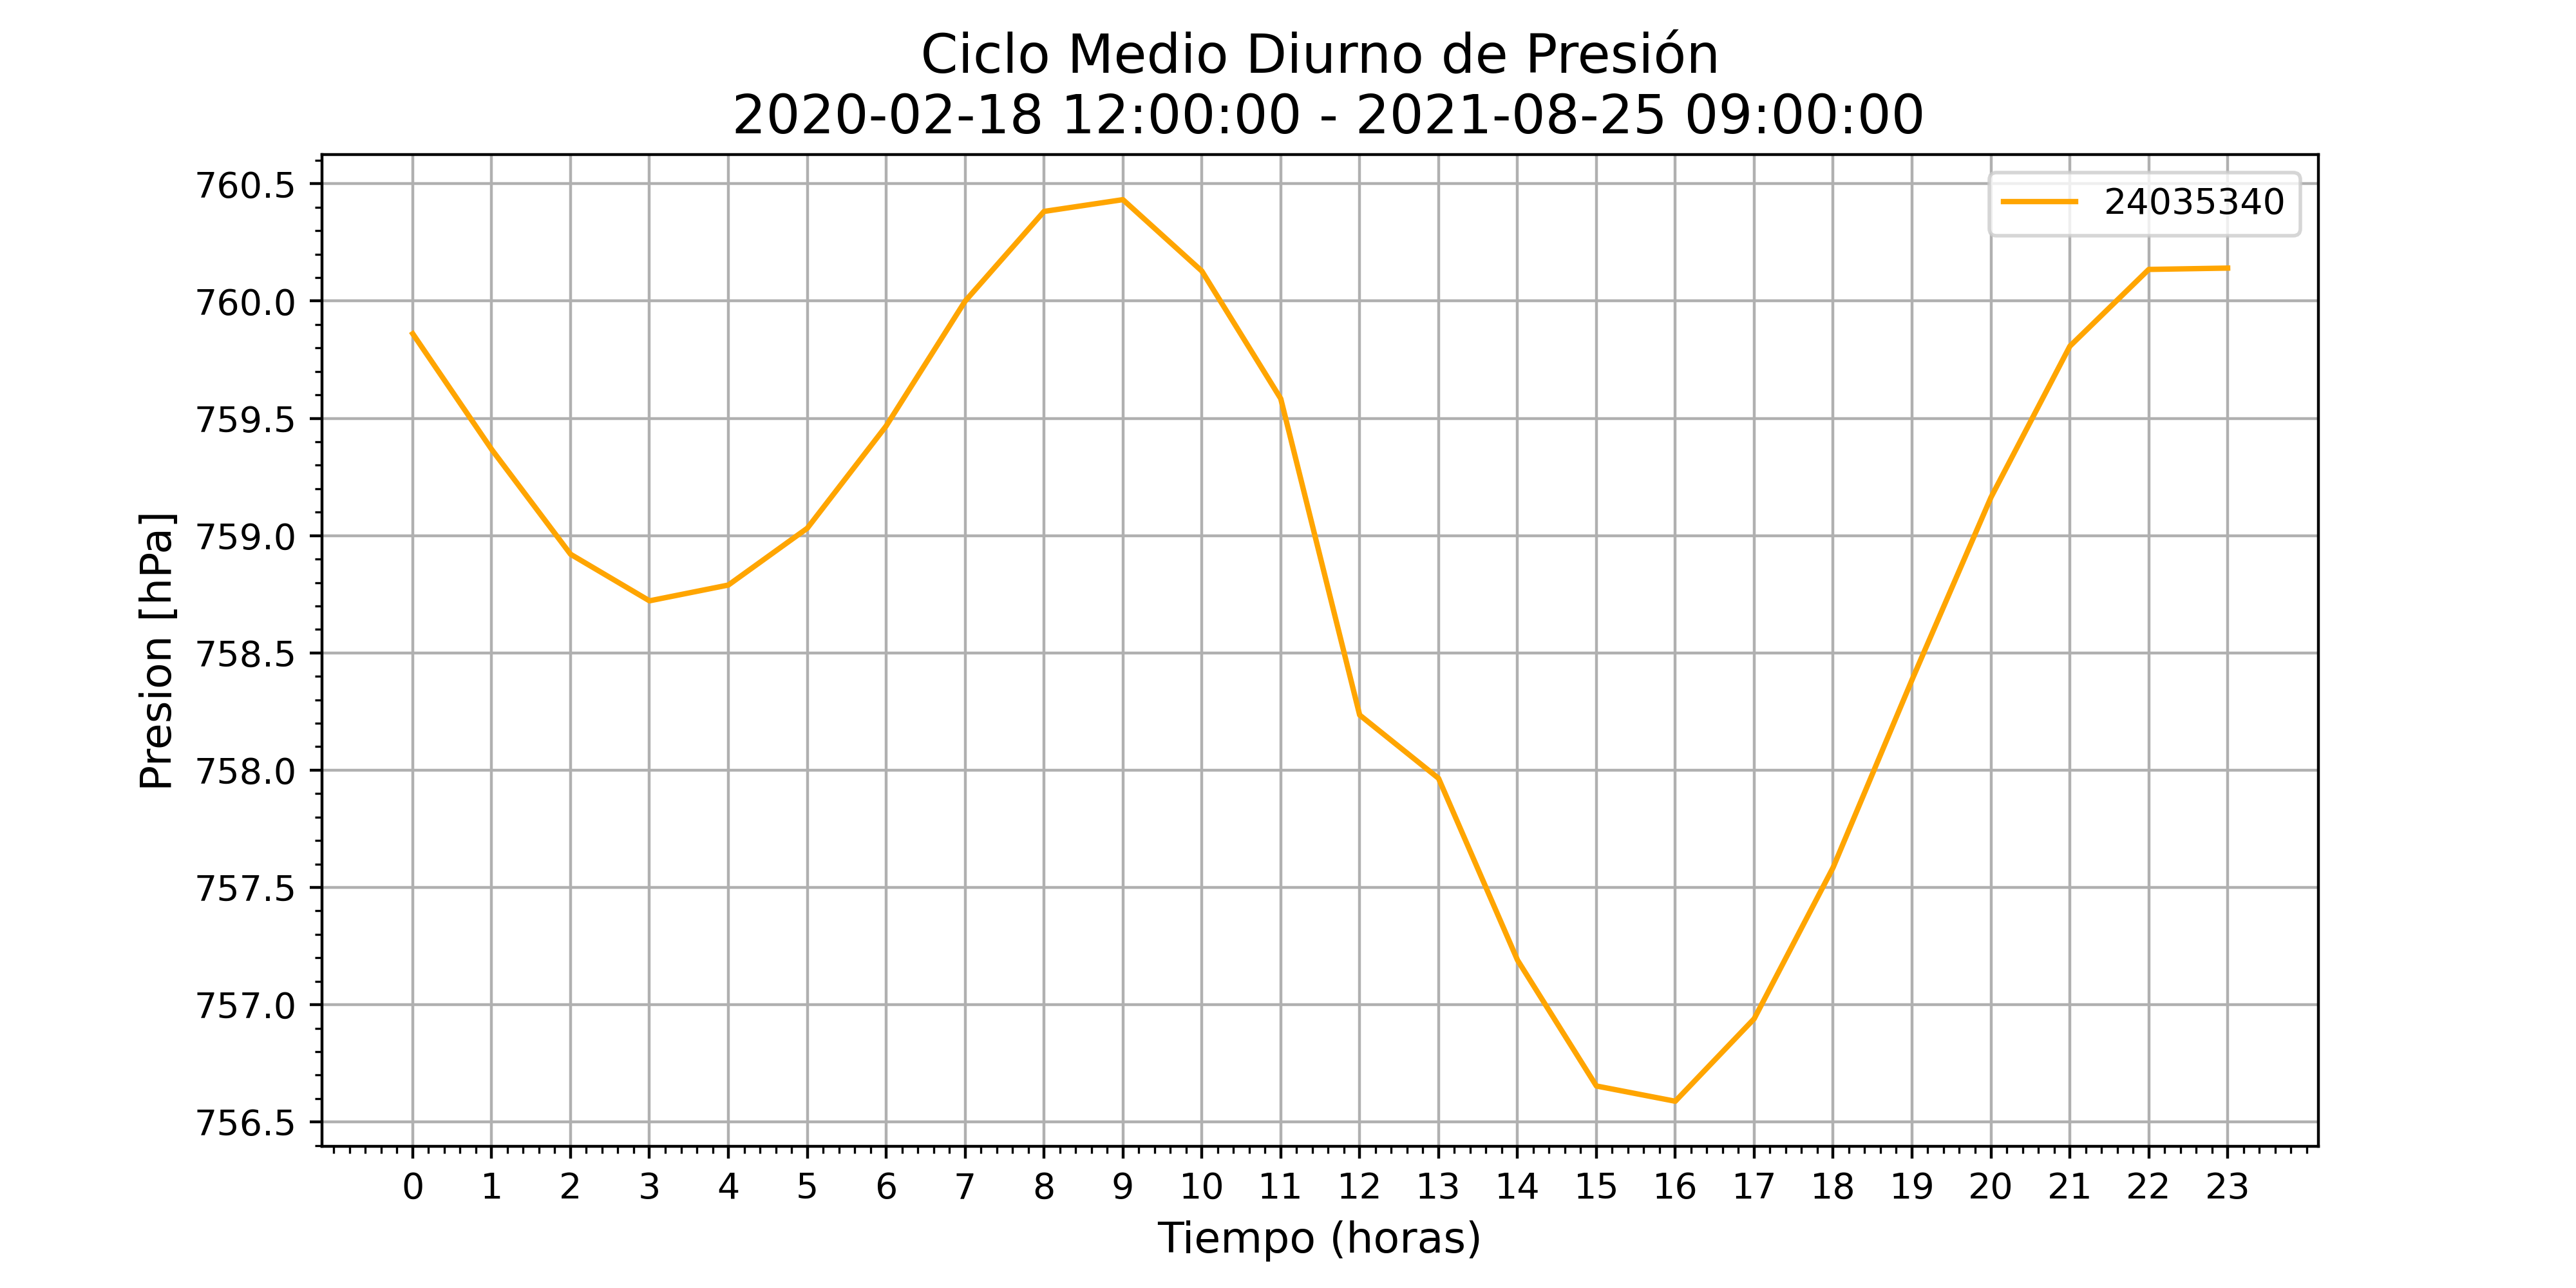 Ciclo Medio Diurno de Presión
2020-02-18 12:00:00 - 2021-08-25 09:00:00
24035340
Presion [hPa]
760.5
760.0
759.5
759.0
758.5
758.0
757.5
757.0
756.5
0 1 2 3 4 5 6 7 8 9 10 11 12 13 14 15 16 17 18 19 20 21 22 23
Tiempo (horas)